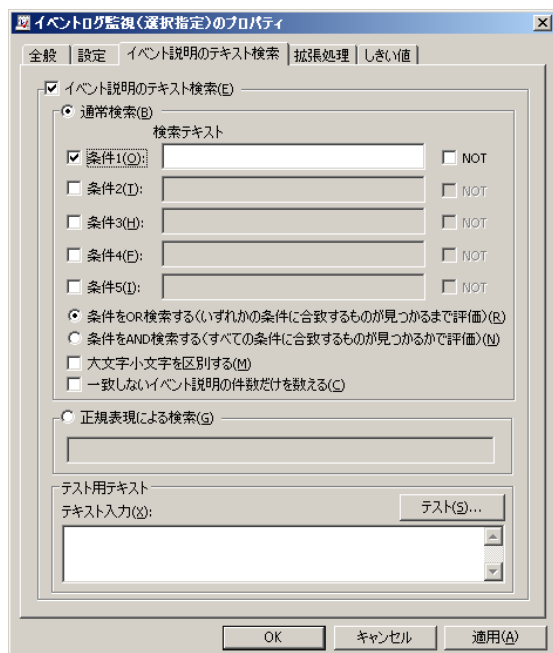 イベントログ監視(選択指定)のプロパティ
全般 設定 イベント説明のテキスト検索 拡張処理 しきい値
イベント説明のテキスト検索(E)
通常検索(B)
検索テキスト
条件1(O): NOT
条件2(T): NOT
条件3(H): NOT
条件4(F): NOT
条件5(I): NOT
条件をOR検索する(いずれかの条件に合致するものが見つかるまで評価)(R)
条件をAND検索する(すべての条件に合致するものが見つかるかで評価)(N)
大文字小文字を区別する(M)
一致しないイベント説明の件数だけを数える(C)
正規表現による検索(G)
テスト用テキスト
テキスト入力(X): テスト(S)...
OK キャンセル 適用(A)